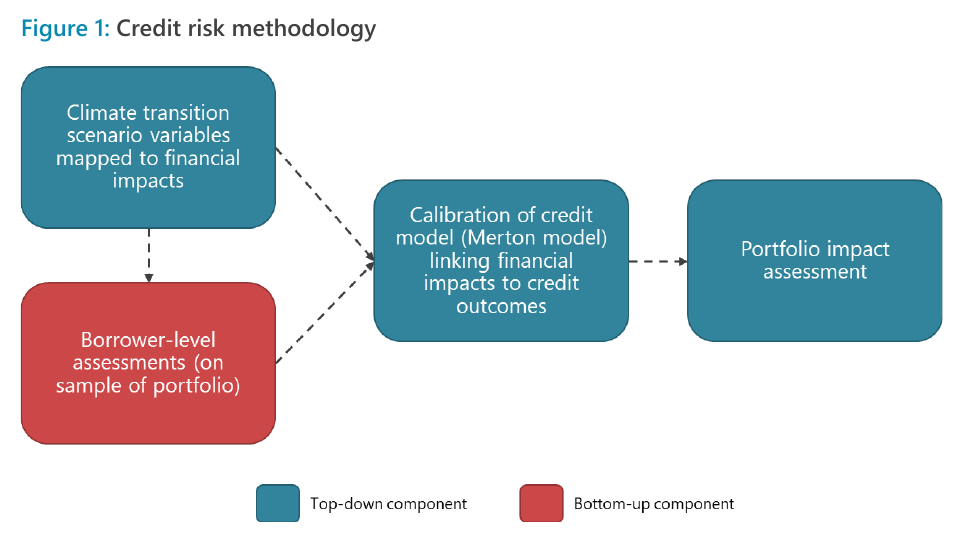 Figure 1: Credit risk methodology
Climate transition
scenario variables
mapped to financial
impacts
Borrower-level
assessments (on
sample of portfolio)
Calibration of credit
model (Merton model)
linking financial
impacts to credit
outcomes
Portfolio impact
assessment
Top-down component
Bottom-up component